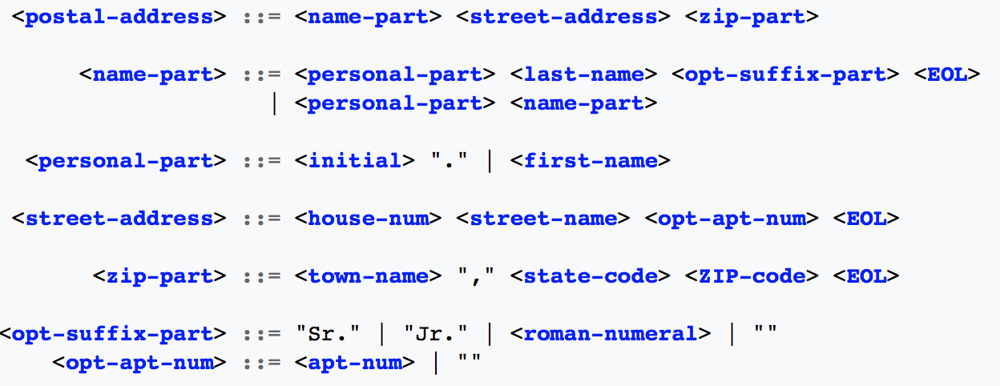 <postal-address> ::= <name-part> <street-address> <zip-part>
<name-part> ::= <personal-part> <last-name> <opt-suffix-part> <EOL>
| <personal-part> <name-part>
<personal-part> ::= <initial> "." | <first-name>
<street-address> ::= <house-num> <street-name> <opt-apt-num> <EOL>
<zip-part> ::= <town-name> "," <state-code> <ZIP-code> <EOL>
<opt-suffix-part> ::= "Sr." | "Jr." | <roman-numeral> | ""
<opt-apt-num> ::= <apt-num> | ""